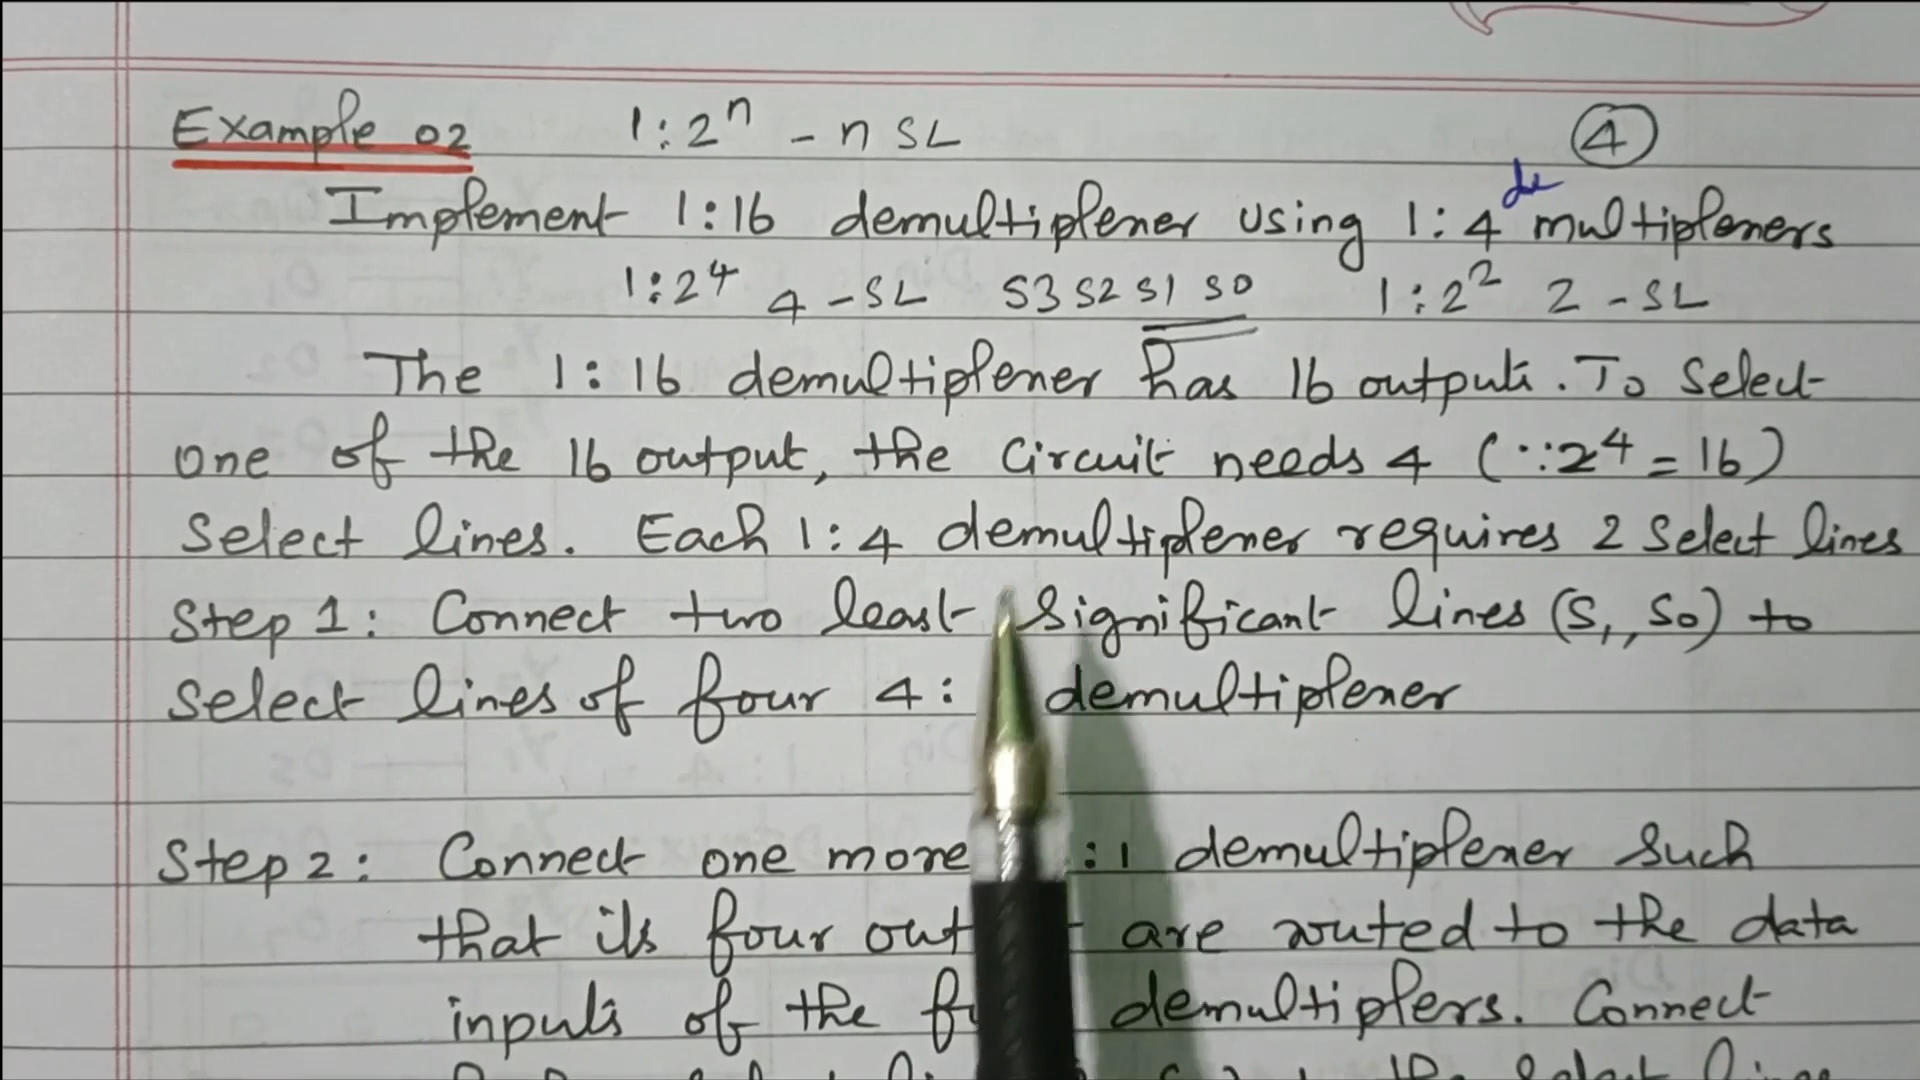 Example 02 1:2ⁿ - n SL ④
Implement 1:16 demultiplexer using 1:4 de multiplexers
1:2⁴ 4 - SL S3 S2 S1 S0 1:2² 2 - SL
The 1:16 demultiplexer has 16 outputs. To Select
one of the 16 output, the Circuit needs 4 (∵2⁴ = 16)
Select lines. Each 1:4 demultiplexer requires 2 Select lines
Step 1: Connect two least significant lines (S₁, S₀) to
Select lines of four 4: demultiplexer
Step 2: Connect one more :1 demultiplexer Such
that its four out are routed to the data
inputs of the demultiplers. Connect